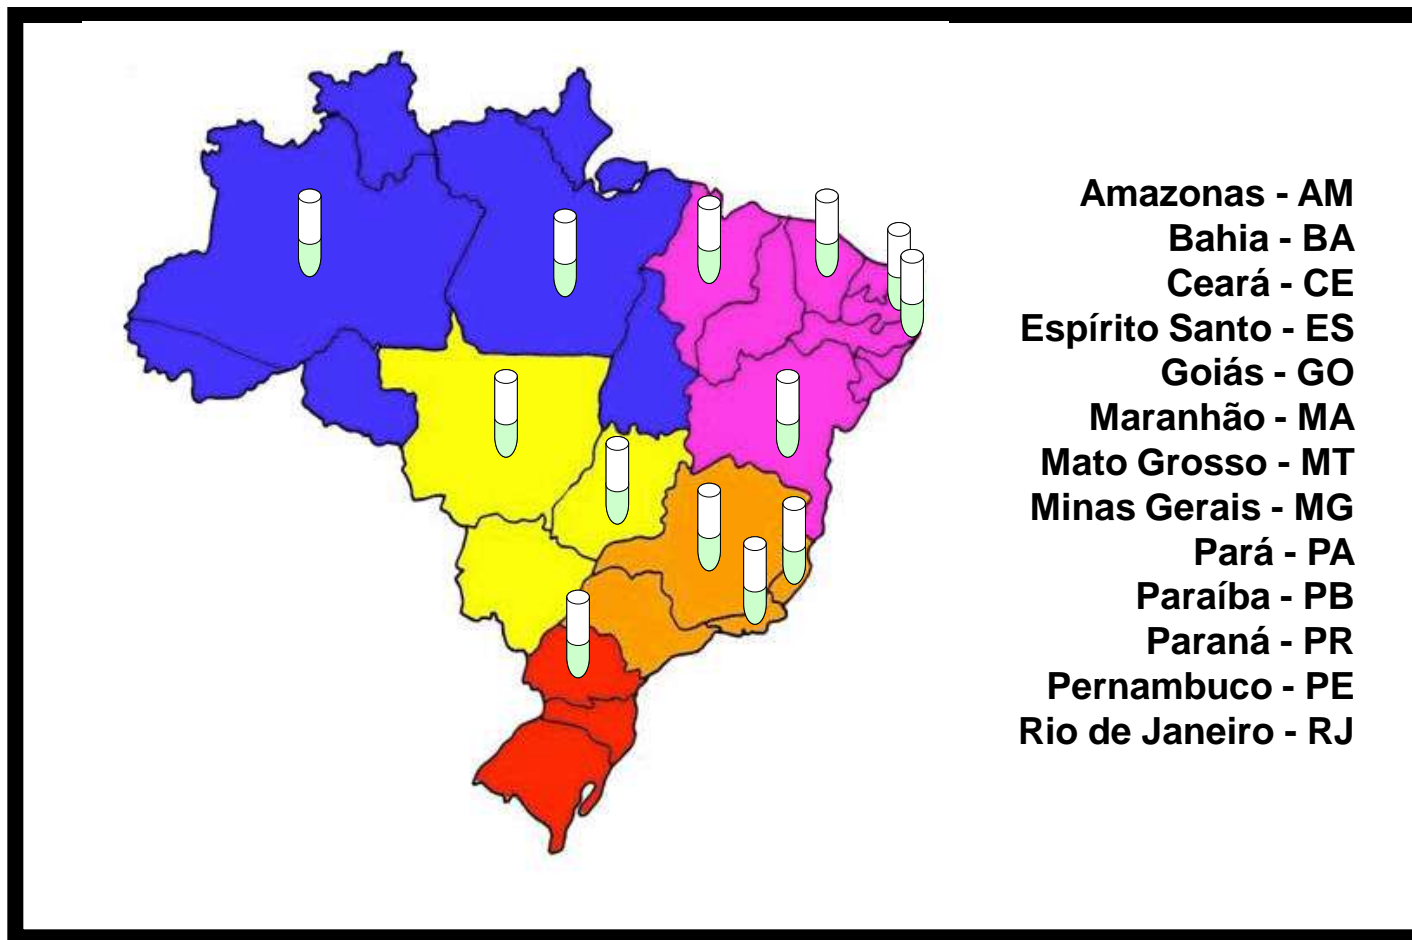 Amazonas - AM
Bahia - BA
Ceará - CE
Espírito Santo - ES
Goiás - GO
Maranhão - MA
Mato Grosso - MT
Minas Gerais - MG
Pará - PA
Paraíba - PB
Paraná - PR
Pernambuco - PE
Rio de Janeiro - RJ